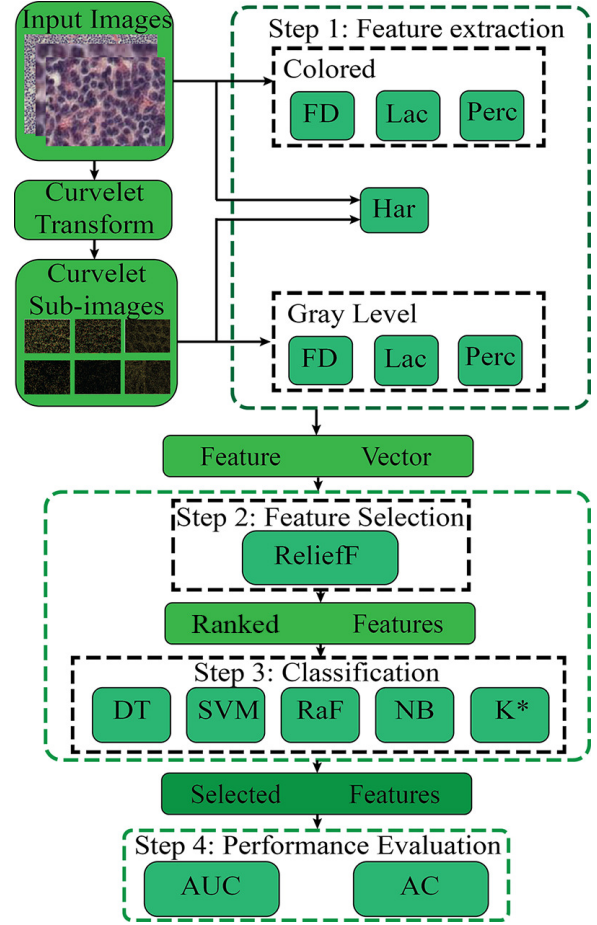 Input Images
Step 1: Feature extraction
Colored
FD Lac Perc
Curvelet
Transform
Har
Curvelet
Sub-images
Gray Level
FD Lac Perc
Feature Vector
Step 2: Feature Selection
ReliefF
Ranked Features
Step 3: Classification
DT SVM RaF NB K*
Selected Features
Step 4: Performance Evaluation
AUC AC